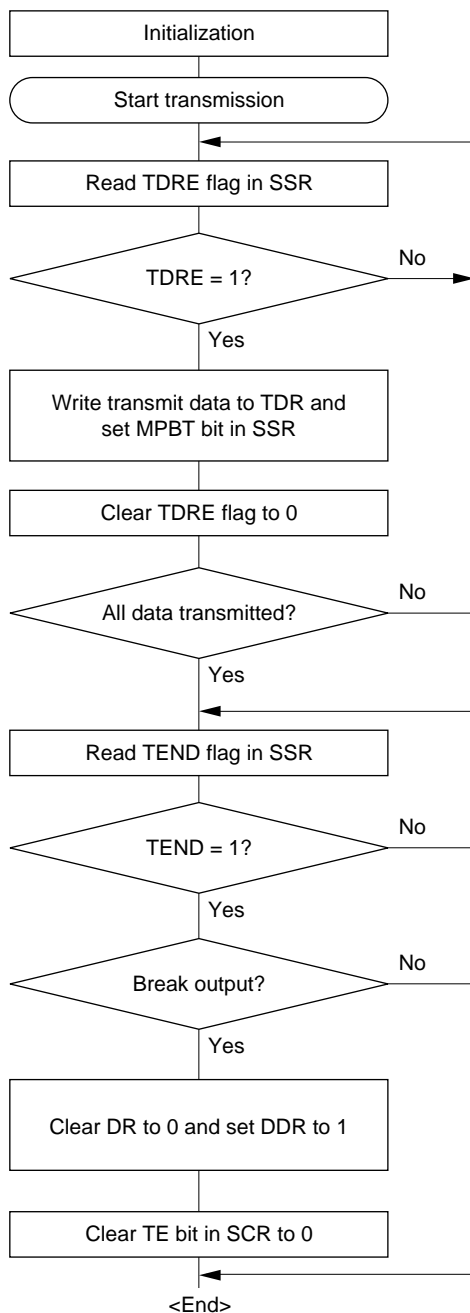 Initialization
Start transmission
Read TDRE flag in SSR
TDRE = 1?
No
Yes
Write transmit data to TDR and
set MPBT bit in SSR
Clear TDRE flag to 0
All data transmitted?
No
Yes
Read TEND flag in SSR
TEND = 1?
No
Yes
Break output?
No
Yes
Clear DR to 0 and set DDR to 1
Clear TE bit in SCR to 0
<End>